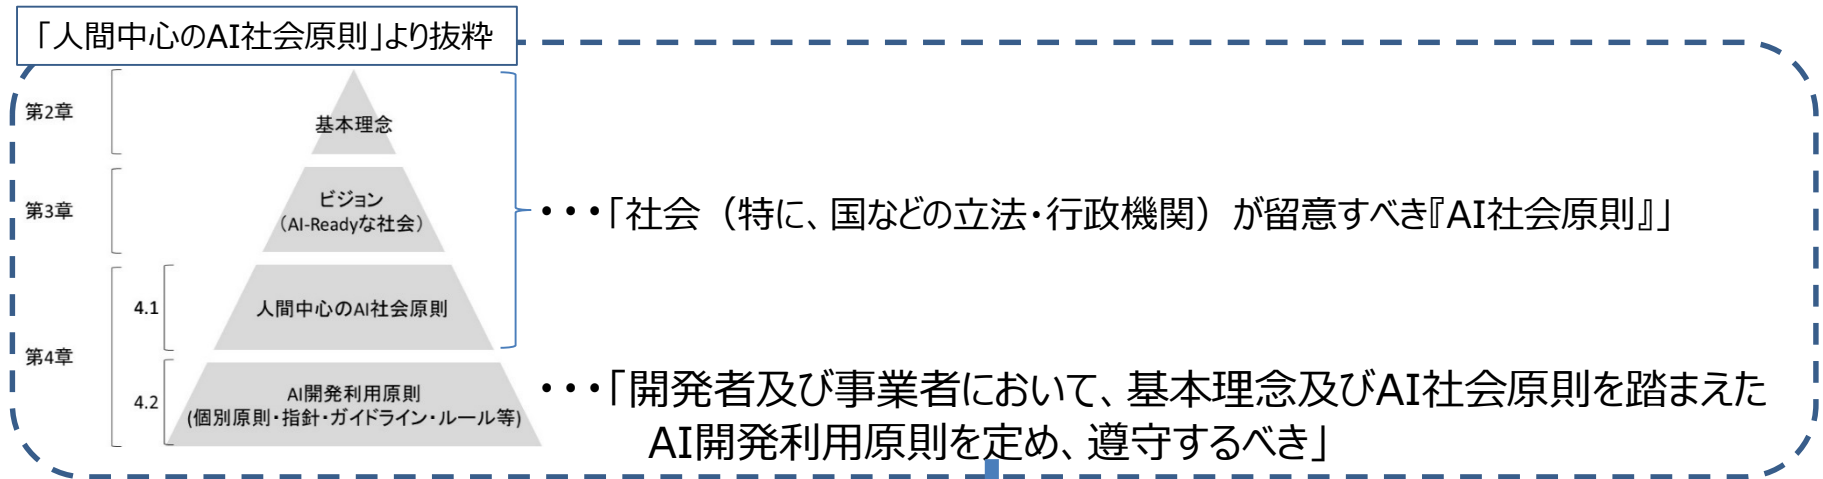 「人間中心のAI社会原則」より抜粋
第2章
基本理念
第3章
ビジョン
（AI-Readyな社会）
・・・「社会（特に、国などの立法・行政機関）が留意すべき『AI社会原則』」
第4章
4.1
人間中心のAI社会原則
4.2
AI開発利用原則
(個別原則・指針・ガイドライン・ルール等)
・・・「開発者及び事業者において、基本理念及びAI社会原則を踏まえた
AI開発利用原則を定め、遵守するべき」